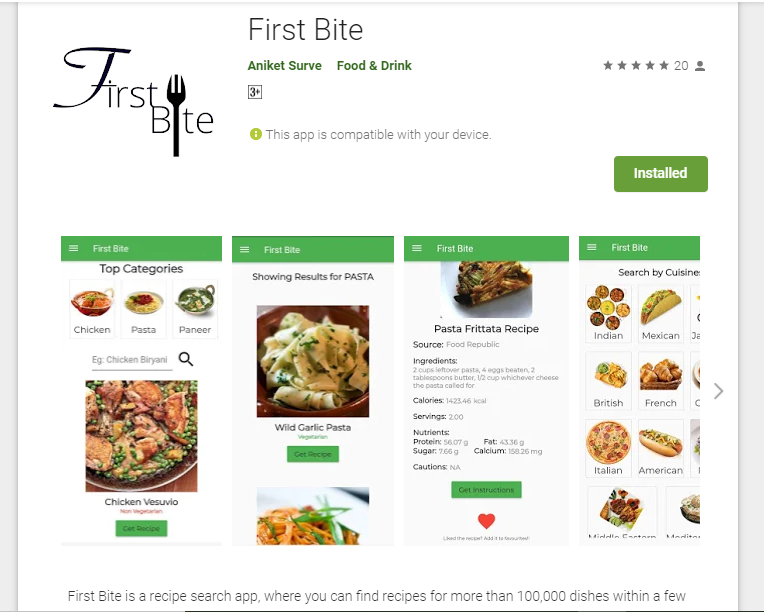 First Bite
First
Bite
Aniket Surve Food & Drink
20
3+
This app is compatible with your device.
Installed
First Bite
Top Categories
Chicken Pasta Paneer
Eg: Chicken Biryani
Chicken Vesuvio
Non Vegetarian
Get Recipe
First Bite
Showing Results for PASTA
Wild Garlic Pasta
Vegetarian
Get Recipe
First Bite
Pasta Frittata Recipe
Source: Food Republic
Ingredients:
2 cups leftover pasta, 4 eggs beaten, 2
tablespoons butter, 1/2 cup whichever cheese
the pasta called for
Calories: 1423.46 kcal
Servings: 2.00
Nutrients:
Protein: 56.07 g Fat: 43.36 g
Sugar: 7.66 g Calcium: 158.26 mg
Cautions: NA
Get Instructions
Liked the recipe? Add it to favourites!
First Bite
Search by Cuisine
Indian Mexican Ja
British French
Italian American
Middle Eastern Medite
First Bite is a recipe search app, where you can find recipes for more than 100,000 dishes within a few